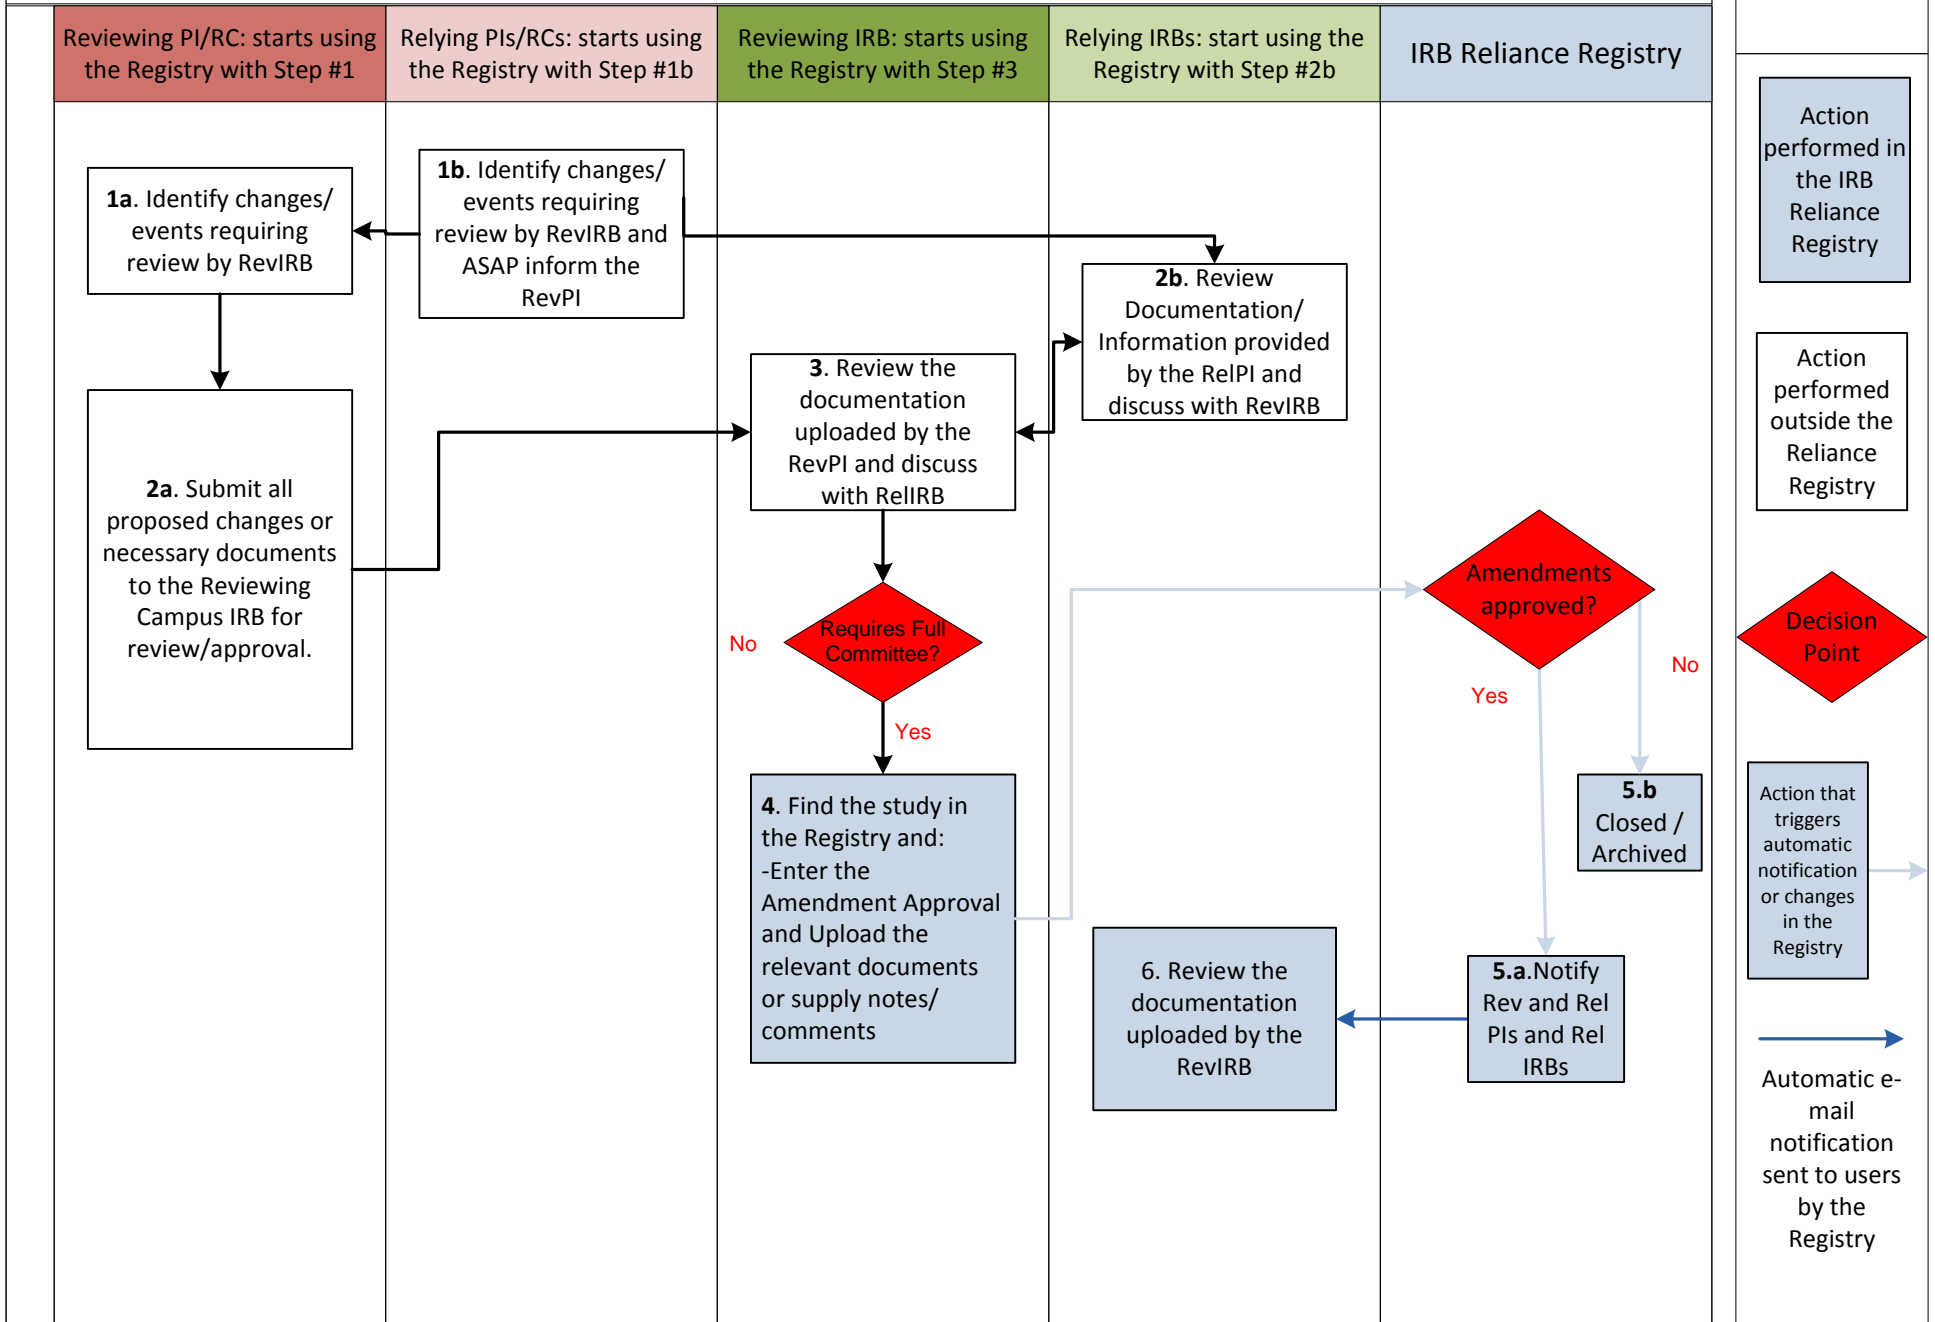 Reviewing PI/RC: starts using
the Registry with Step #1
Relying PIs/RCs: starts using
the Registry with Step #1b
Reviewing IRB: starts using
the Registry with Step #3
Relying IRBs: start using the
Registry with Step #2b
IRB Reliance Registry
1a. Identify changes/
events requiring
review by RevIRB
1b. Identify changes/
events requiring
review by RevIRB and
ASAP inform the
RevPI
2b. Review
Documentation/
Information provided
by the RelPI and
discuss with RevIRB
2a. Submit all
proposed changes or
necessary documents
to the Reviewing
Campus IRB for
review/approval.
3. Review the
documentation
uploaded by the
RevPI and discuss
with RelIRB
No
Requires Full
Committee?
Yes
4. Find the study in
the Registry and:
-Enter the
Amendment Approval
and Upload the
relevant documents
or supply notes/
comments
Amendments
approved?
Yes
No
5.b
Closed /
Archived
5.a.Notify
Rev and Rel
PIs and Rel
IRBs
6. Review the
documentation
uploaded by the
RevIRB
Action
performed in
the IRB
Reliance
Registry
Action
performed
outside the
Reliance
Registry
Decision
Point
Action that
triggers
automatic
notification
or changes
in the
Registry
Automatic e-
mail
notification
sent to users
by the
Registry